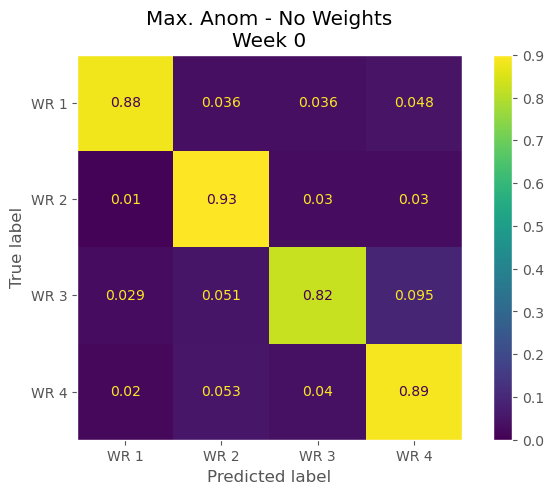 Max. Anom - No Weights
Week 0
True label
WR 1
0.88 0.036 0.036 0.048
WR 2
0.01 0.93 0.03 0.03
WR 3
0.029 0.051 0.82 0.095
WR 4
0.02 0.053 0.04 0.89
WR 1 WR 2 WR 3 WR 4
Predicted label
0.9
0.8
0.7
0.6
0.5
0.4
0.3
0.2
0.1
0.0